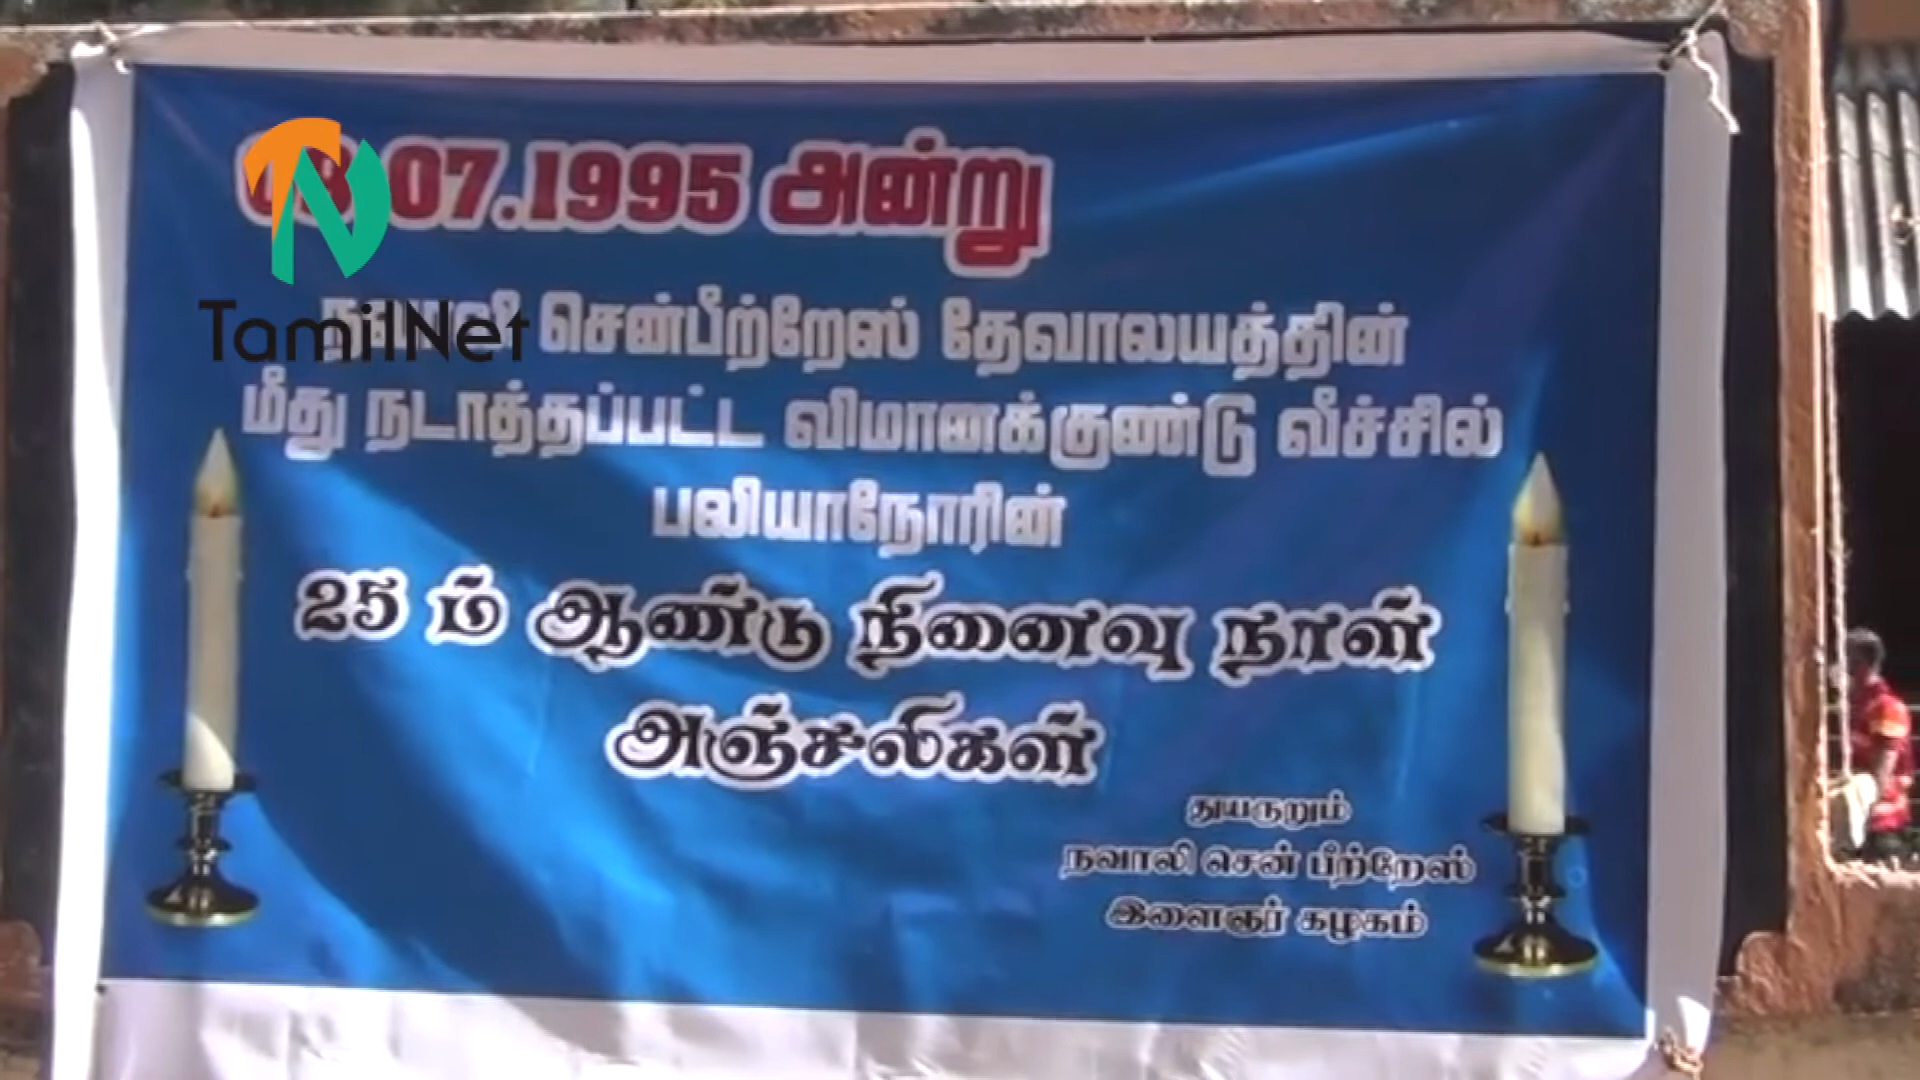 07.1995 அன்று
TamilNet
சென்பீற்றேஸ் தேவாலயத்தின்
மீது நடாத்தப்பட்ட விமானக்குண்டு வீச்சில்
பலியாநோரின்
25 ம் ஆண்டு நினைவு நாள்
அஞ்சலிகள்
துயருறும்
நவாலி சென் பீற்றேஸ்
இளைஞர் கழகம்